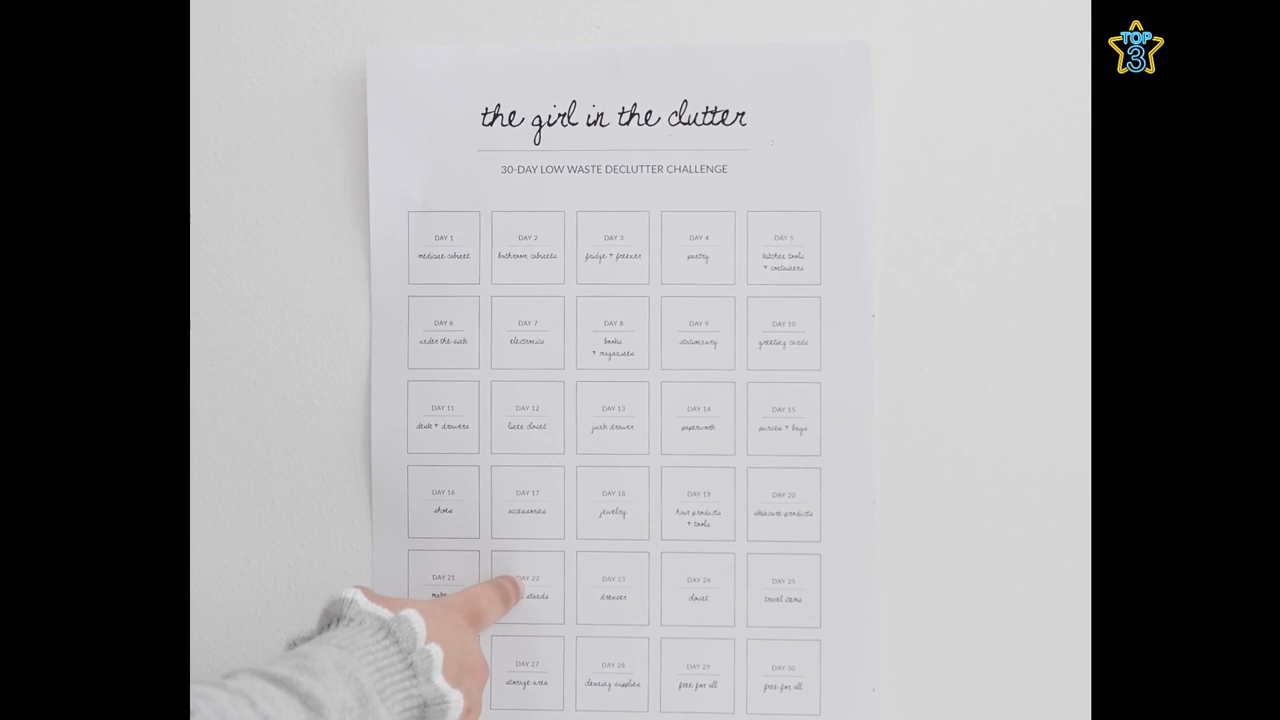 TOP
3
the girl in the clutter
30-DAY LOW WASTE DECLUTTER CHALLENGE
DAY 1
medicine cabinet
DAY 2
bathroom cabinets
DAY 3
fridge + freezer
DAY 4
pantry
DAY 5
kitchen tools
+ containers
DAY 6
under the sink
DAY 7
electronics
DAY 8
books
+ magazines
DAY 9
stationary
DAY 10
greeting cards
DAY 11
desk + drawers
DAY 12
linen closet
DAY 13
junk drawer
DAY 14
paperwork
DAY 15
purses + bags
DAY 16
shoes
DAY 17
accessories
DAY 18
jewelry
DAY 19
hair products
+ tools
DAY 20
skincare products
DAY 21
DAY 22
stands
DAY 23
dresser
DAY 24
closet
DAY 25
travel items
DAY 27
storage area
DAY 28
cleaning supplies
DAY 29
free for all
DAY 30
free for all